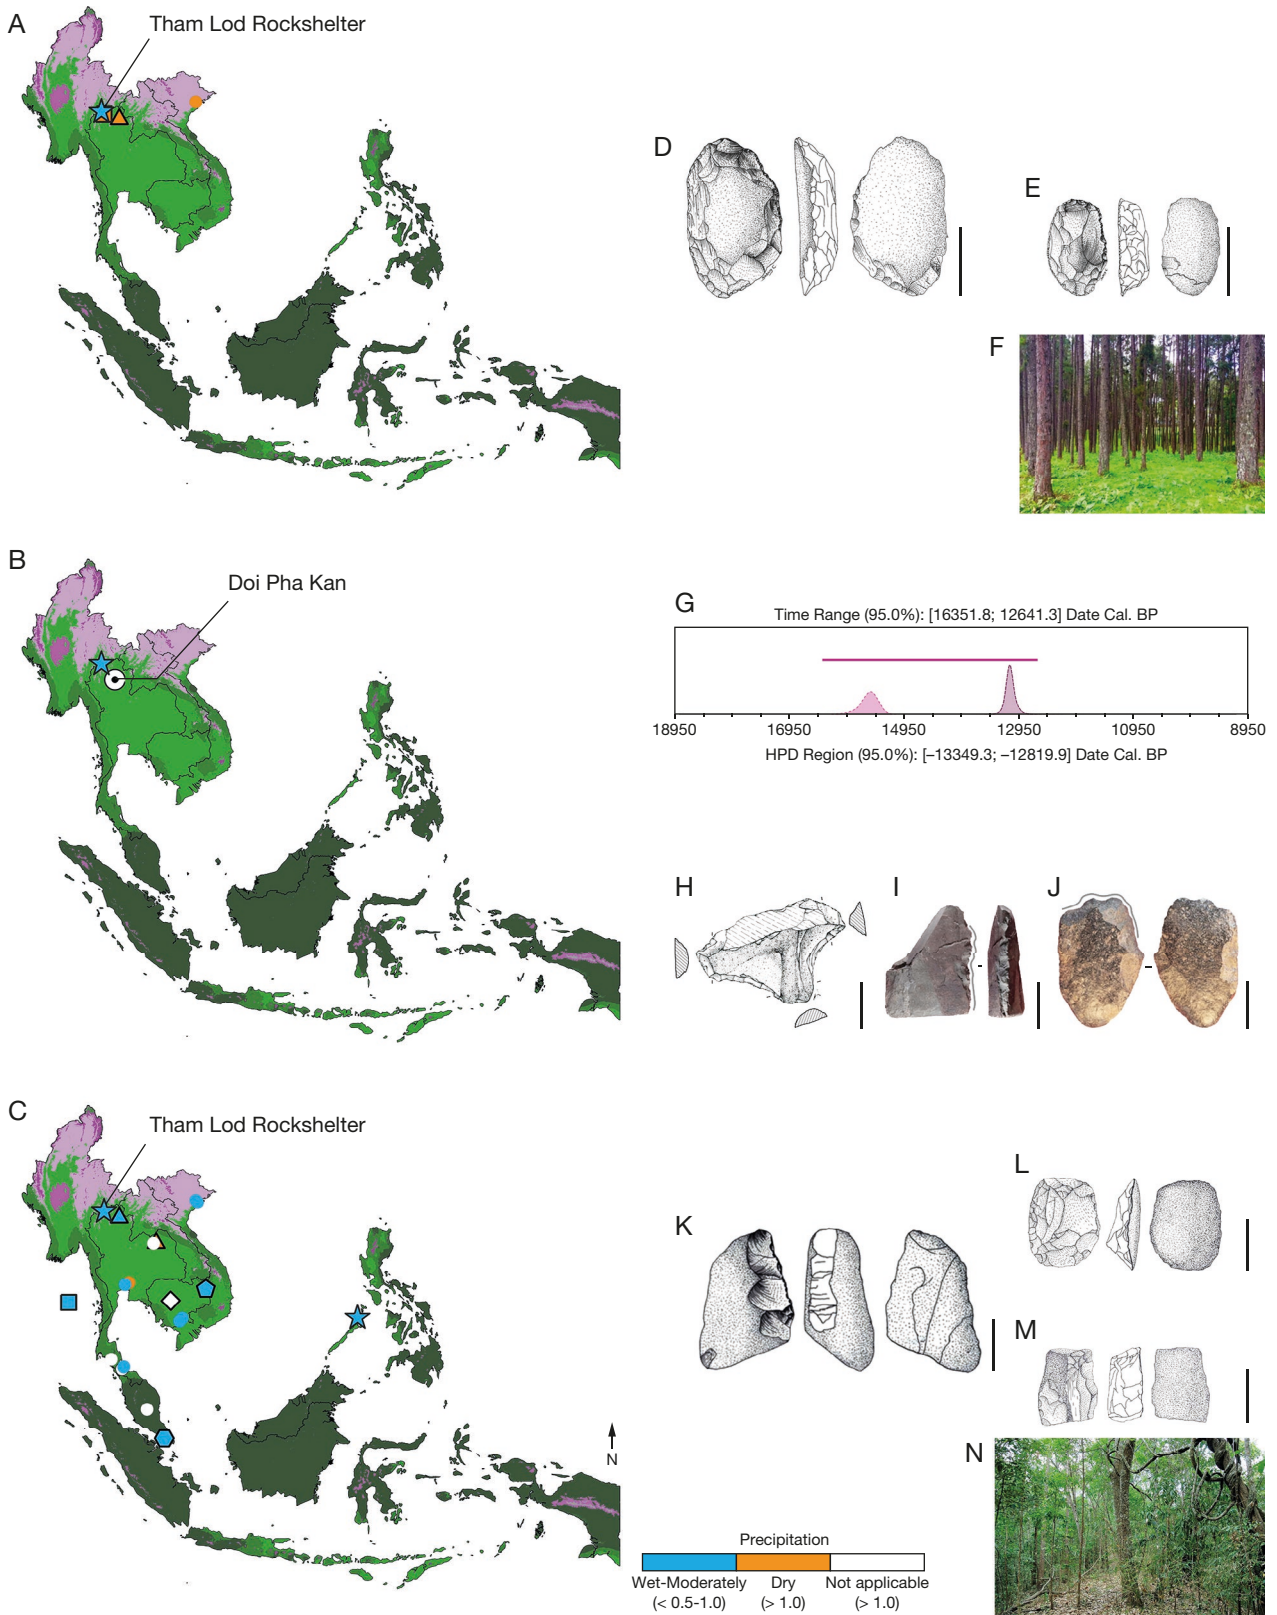 A
Tham Lod Rockshelter
D
E
F
B
Doi Pha Kan
G
Time Range (95.0%): [16351.8; 12641.3] Date Cal. BP
18950 16950 14950 12950 10950 8950
HPD Region (95.0%): [–13349.3; –12819.9] Date Cal. BP
H
I
J
C
Tham Lod Rockshelter
K
L
M
N
N
Precipitation
Wet-Moderately Dry Not applicable
(< 0.5-1.0) (> 1.0) (> 1.0)